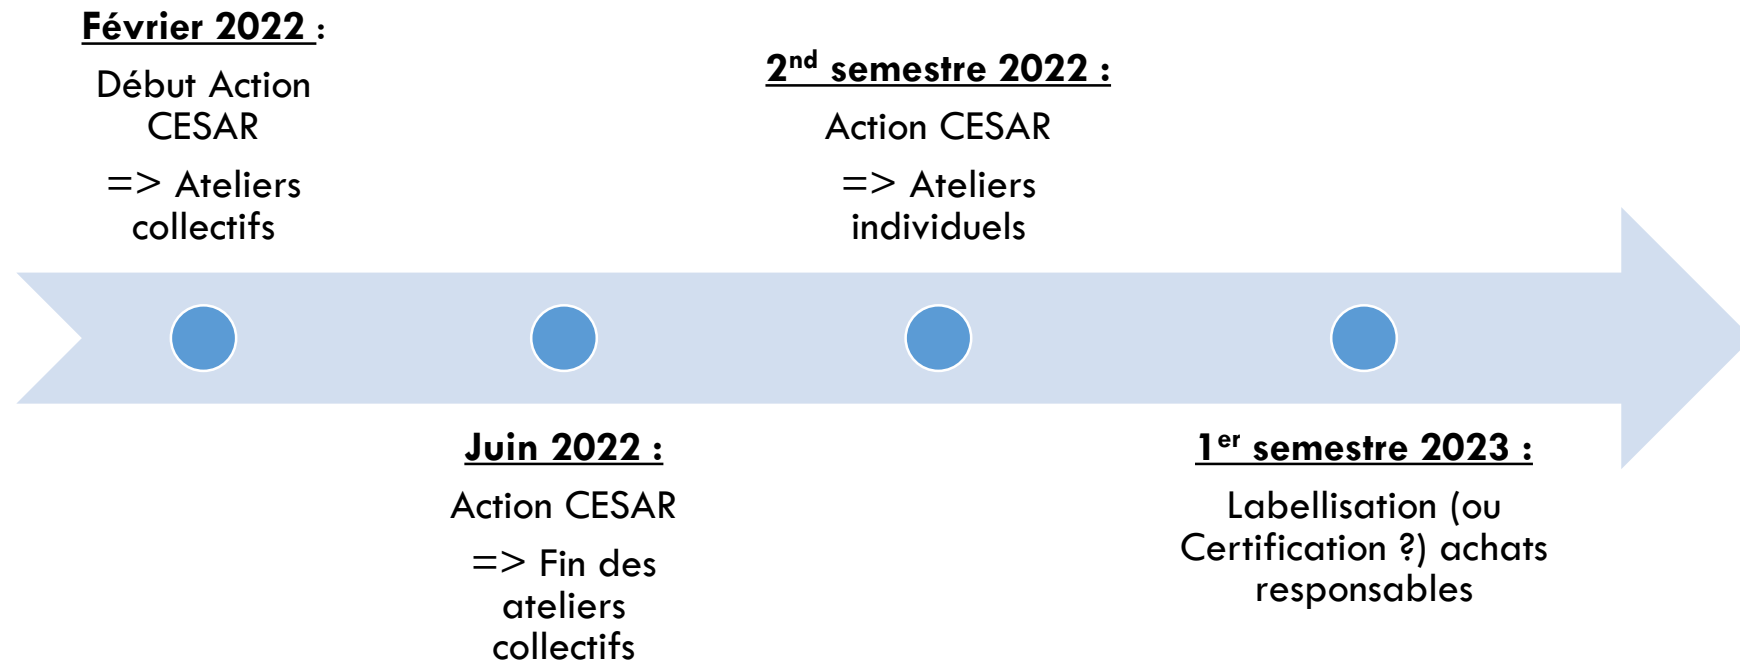 Février 2022 :
Début Action
CESAR
=> Ateliers
collectifs
Juin 2022 :
Action CESAR
=> Fin des
ateliers
collectifs
2nd semestre 2022 :
Action CESAR
=> Ateliers
individuels
1er semestre 2023 :
Labellisation (ou
Certification ?) achats
responsables